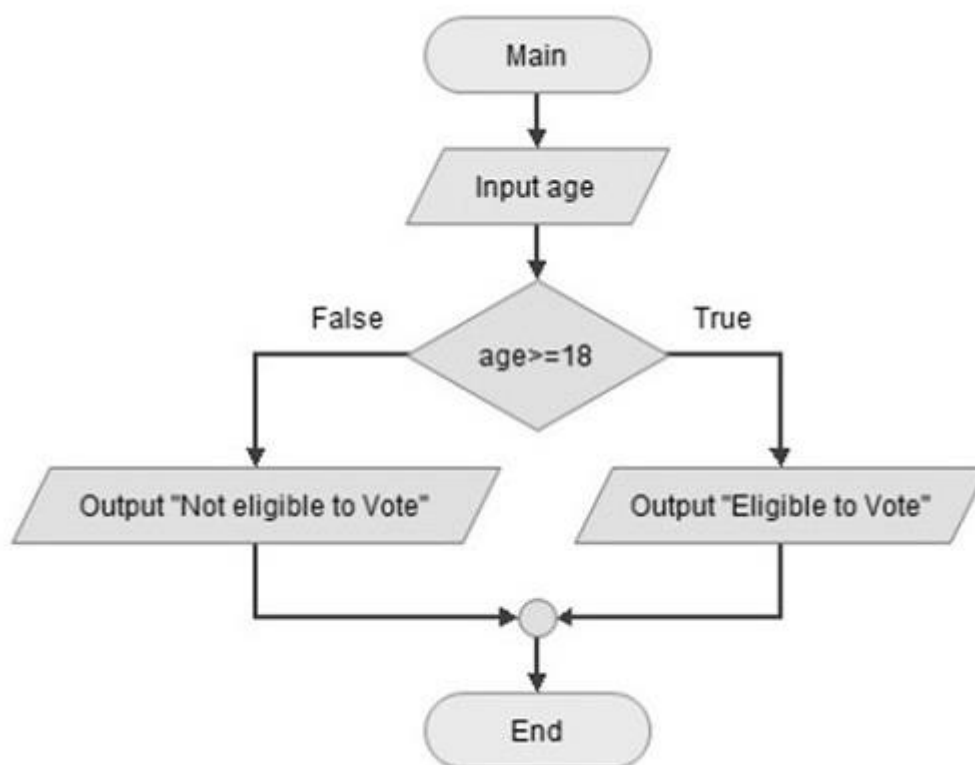 Main
Input age
False
True
age>=18
Output "Not eligible to Vote"
Output "Eligible to Vote"
End